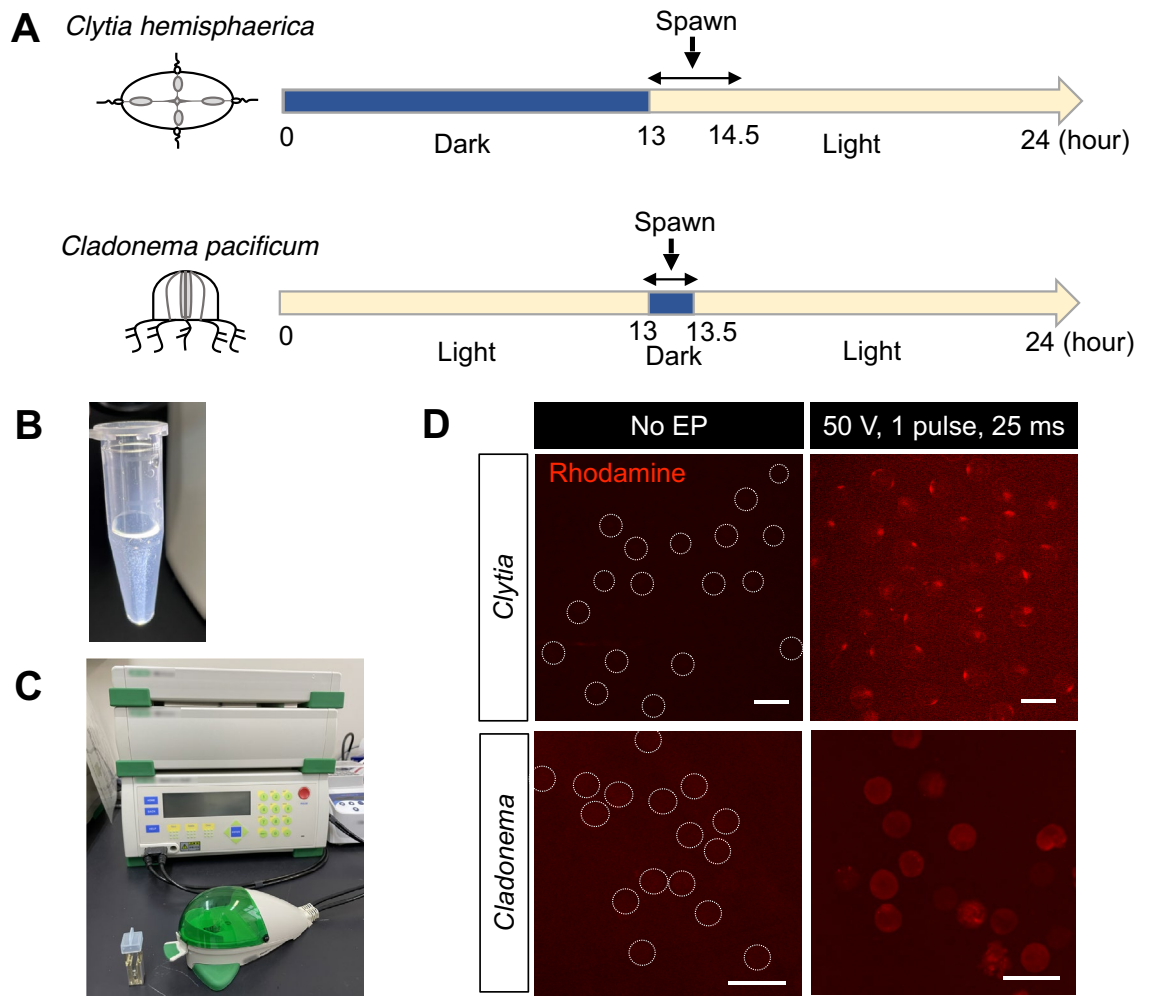 A
Clytia hemisphaerica
Spawn
0
13
14.5
24 (hour)
Dark
Light
Cladonema pacificum
Spawn
0
13
13.5
24 (hour)
Light
Dark
Light
B
C
D
No EP
50 V, 1 pulse, 25 ms
Rhodamine
Clytia
Cladonema